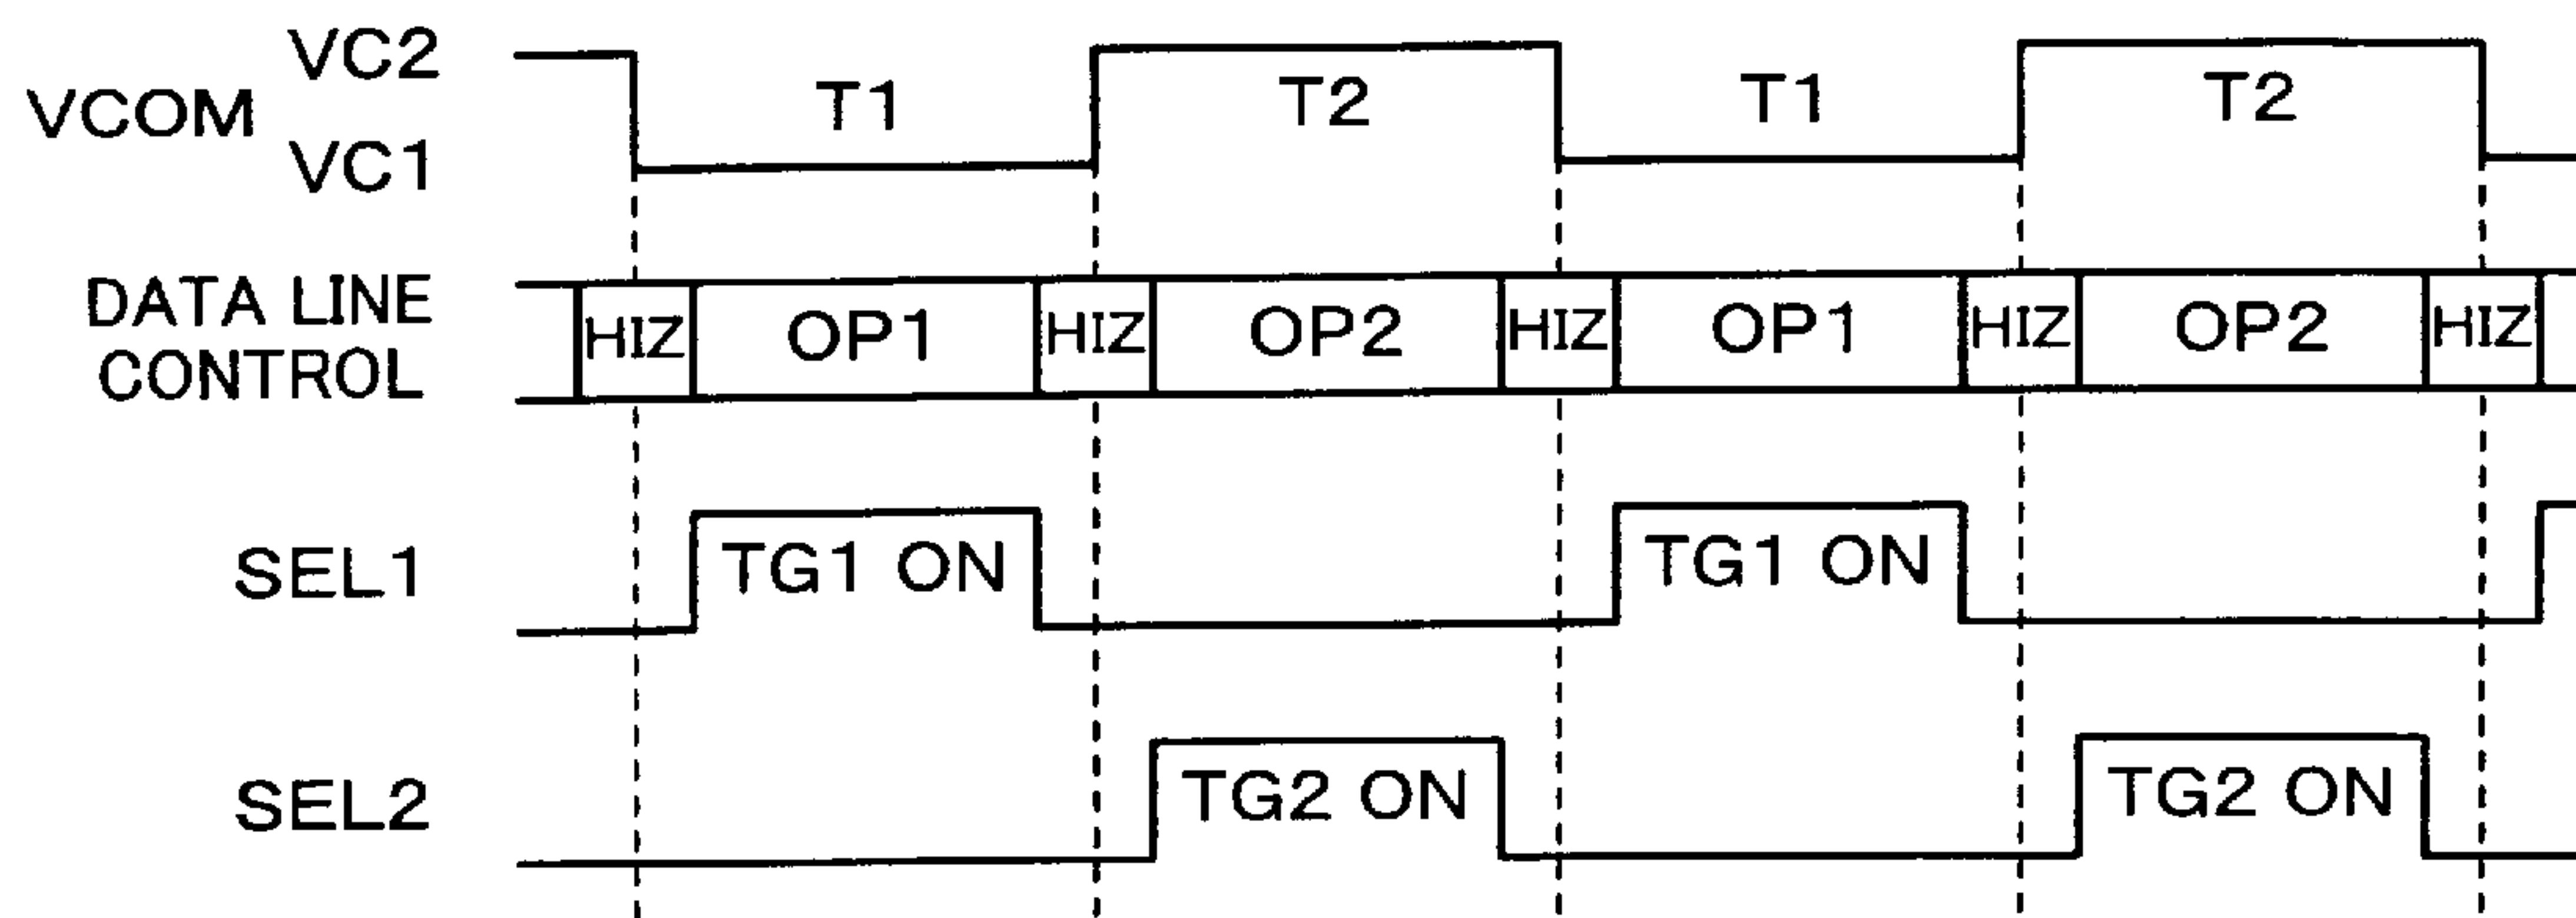 VC2
VCOM
VC1
T1 T2 T1 T2
DATA LINE
CONTROL
HIZ OP1 HIZ OP2 HIZ OP1 HIZ OP2 HIZ
SEL1
TG1 ON TG1 ON
SEL2
TG2 ON TG2 ON